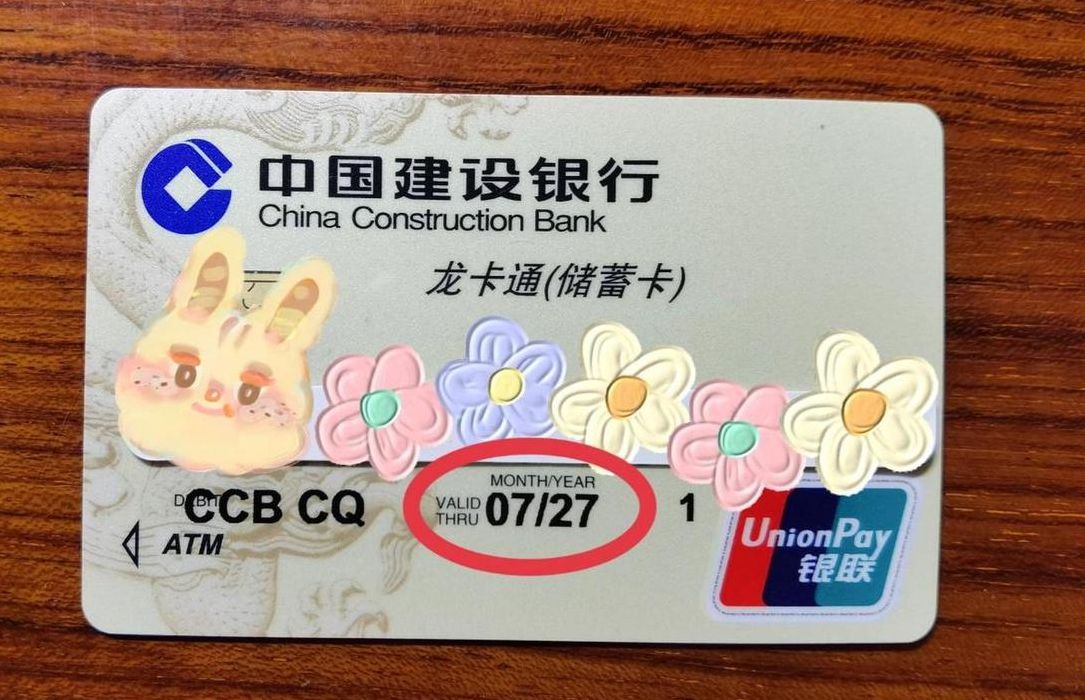 中国建设银行
China Construction Bank
龙卡通(储蓄卡)
MONTH/YEAR
CCB CQ VALID THRU 07/27 1
ATM
UnionPay
银联